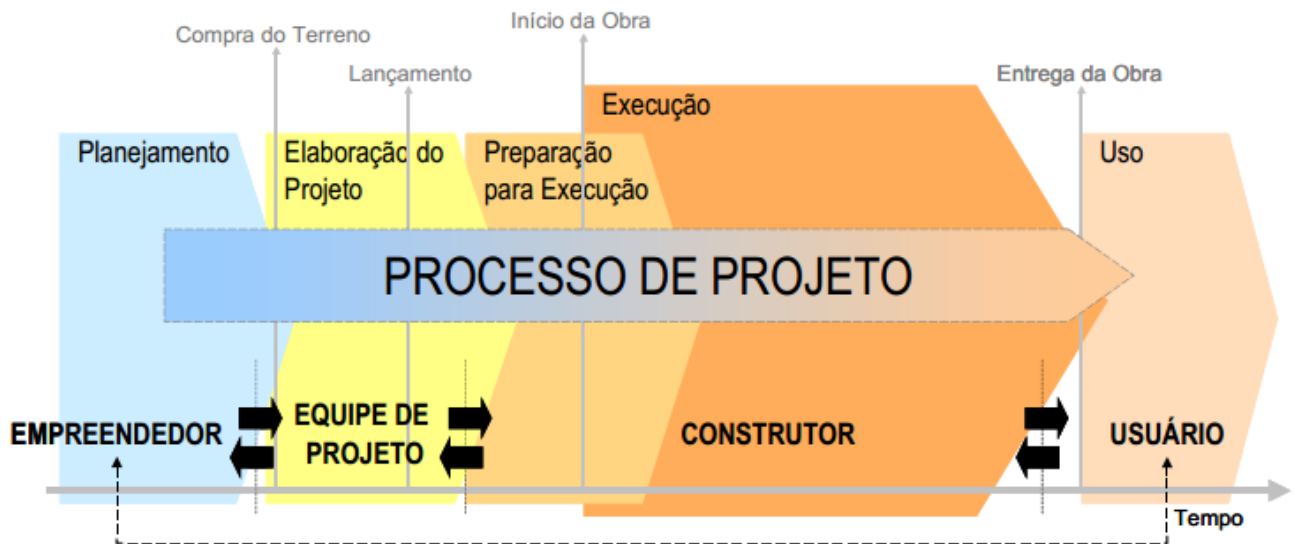 Início da Obra
Compra do Terreno
Lançamento
Entrega da Obra
Execução
Planejamento
Elaboração do
Projeto
Preparação
para Execução
Uso
PROCESSO DE PROJETO
EMPREENDEDOR
EQUIPE DE
PROJETO
CONSTRUTOR
USUÁRIO
Tempo